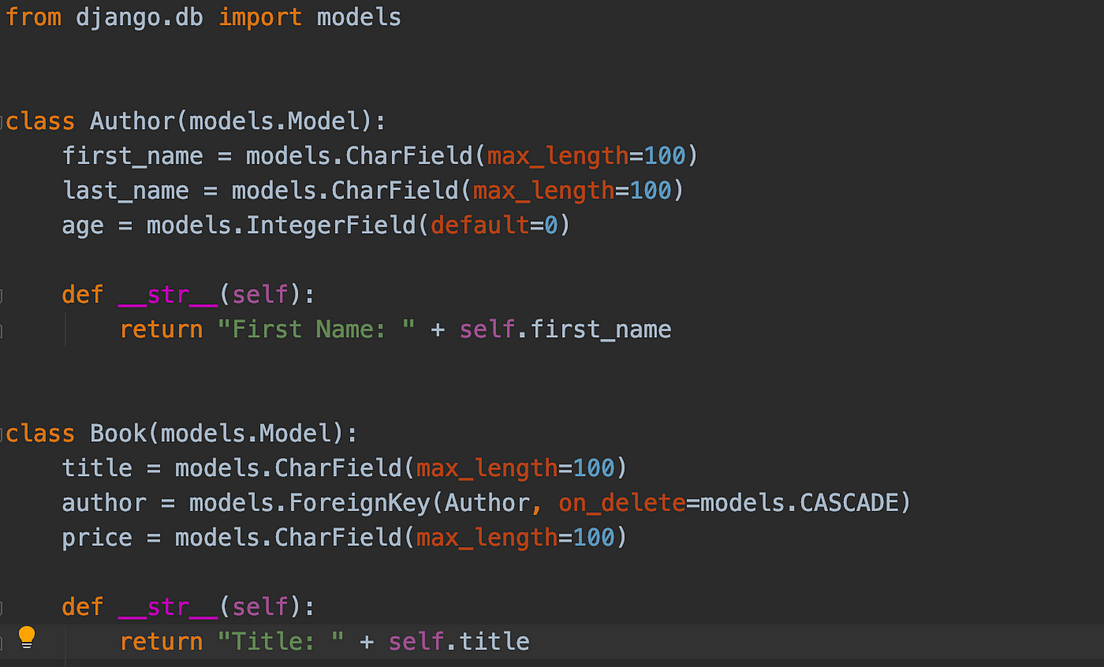 from django.db import models
class Author(models.Model):
    first_name = models.CharField(max_length=100)
    last_name = models.CharField(max_length=100)
    age = models.IntegerField(default=0)
    def __str__(self):
        return "First Name: " + self.first_name
class Book(models.Model):
    title = models.CharField(max_length=100)
    author = models.ForeignKey(Author, on_delete=models.CASCADE)
    price = models.CharField(max_length=100)
    def __str__(self):
        return "Title: " + self.title